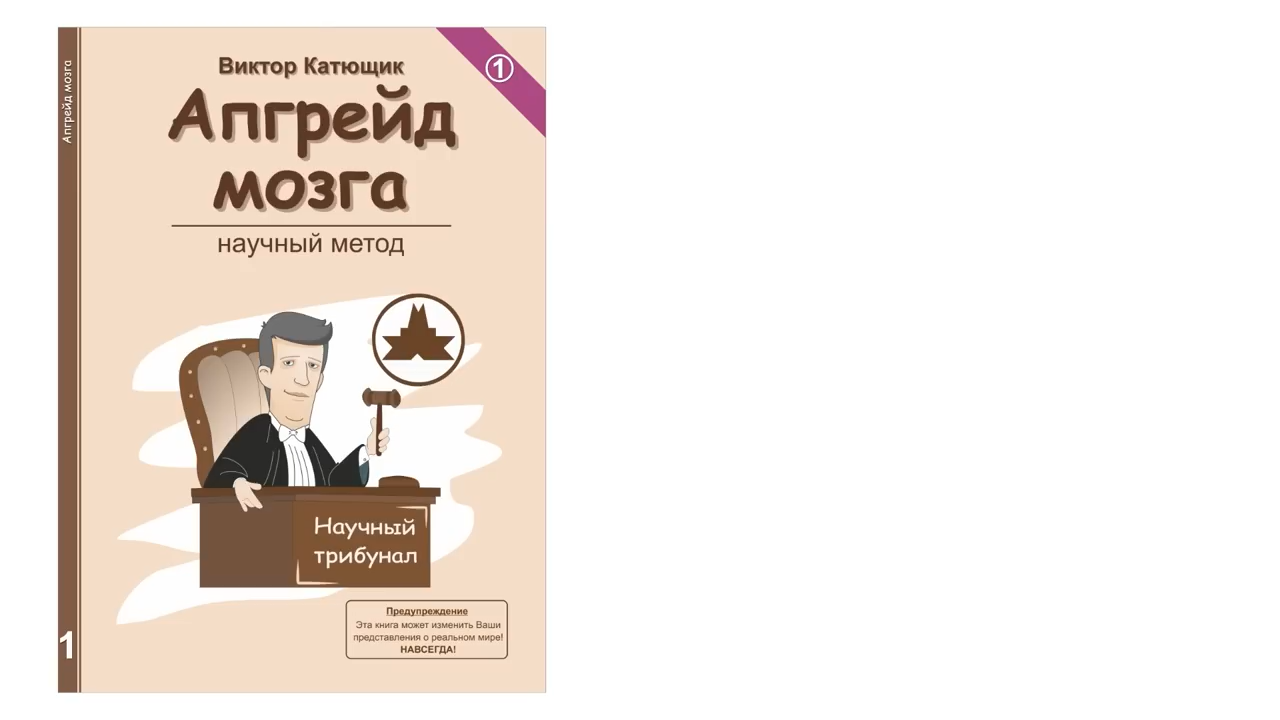 Апгрейд мозга
Виктор Катющик
①
Апгрейд
мозга
научный метод
Научный
трибунал
Предупреждение
Эта книга может изменить Ваши
представления о реальном мире!
НАВСЕГДА!
1